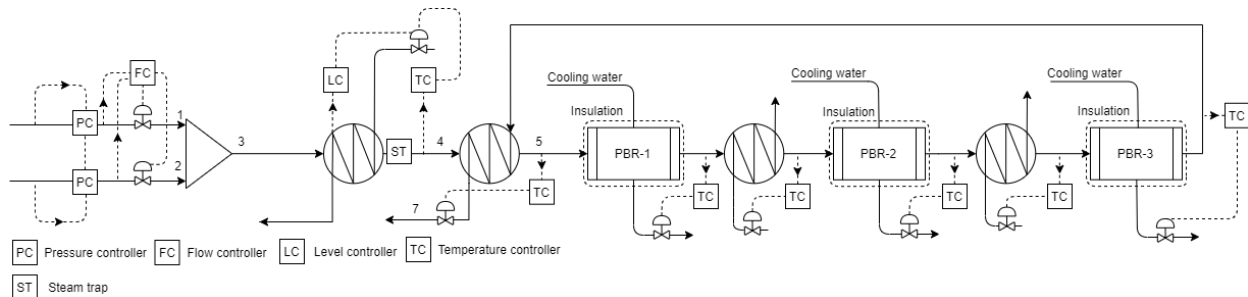 Cooling water
Cooling water
Cooling water
FC
LC
TC
Insulation
Insulation
Insulation
TC
PC
1
3
ST
4
5
PBR-1
PBR-2
PBR-3
2
PC
TC
TC
TC
TC
TC
7
PC Pressure controller
FC Flow controller
LC Level controller
TC Temperature controller
ST Steam trap